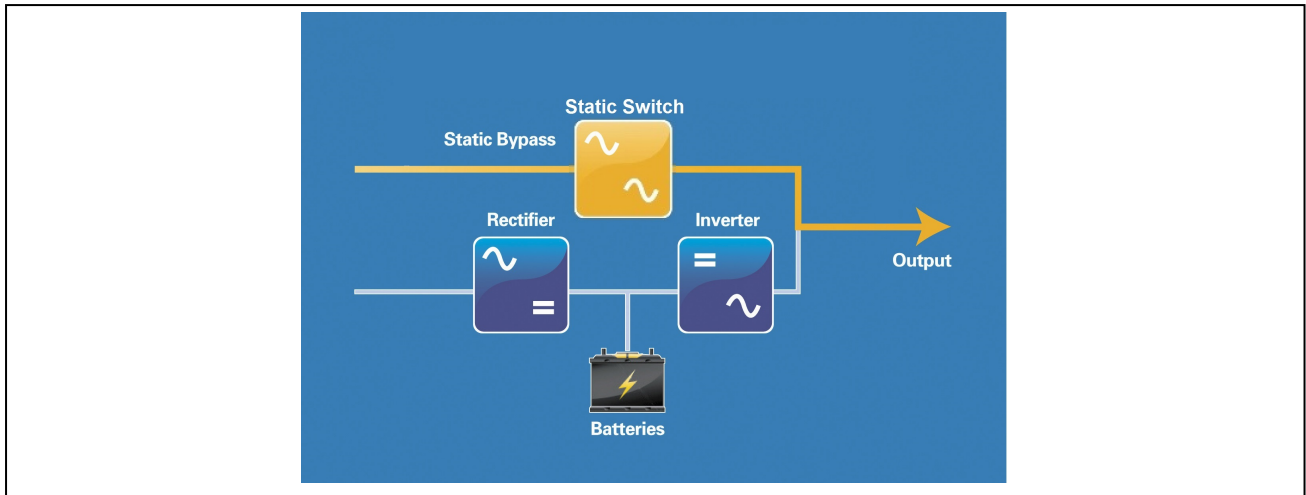 Static Switch
Static Bypass
Rectifier
Inverter
Output
Batteries